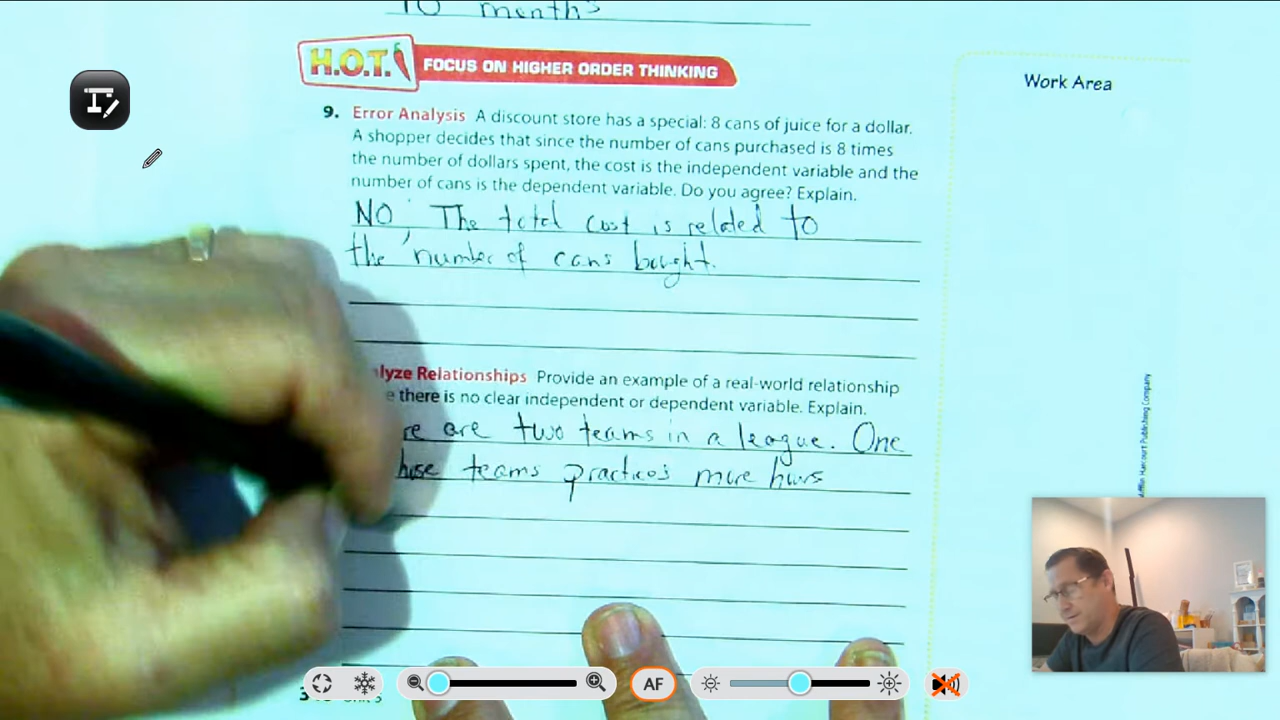 10 months
H.O.T. FOCUS ON HIGHER ORDER THINKING
Work Area
9. Error Analysis A discount store has a special: 8 cans of juice for a dollar.
A shopper decides that since the number of cans purchased is 8 times
the number of dollars spent, the cost is the independent variable and the
number of cans is the dependent variable. Do you agree? Explain.
NO; The total cost is related to
the number of cans bought.
lyze Relationships Provide an example of a real-world relationship
e there is no clear independent or dependent variable. Explain.
re are two teams in a league. One
hose teams practices more hours
Mifflin Harcourt Publishing Company
AF